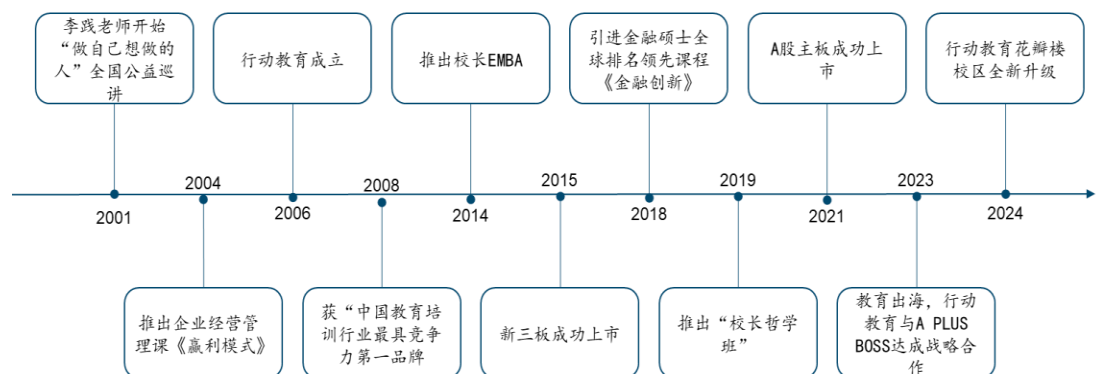 李践老师开始
“做自己想做的
人”全国公益巡
讲
行动教育成立
推出校长EMBA
引进金融硕士全
球排名领先课程
《金融创新》
A股主板成功上
市
行动教育花瓣楼
校区全新升级
2004
2008
2015
2019
2023
2001
2006
2014
2018
2021
2024
推出企业经营管
理课《赢利模式》
获“中国教育培
训行业最具竞争
力第一品牌
新三板成功上市
推出“校长哲学
班”
教育出海，行动
教育与A PLUS
BOSS达成战略合
作